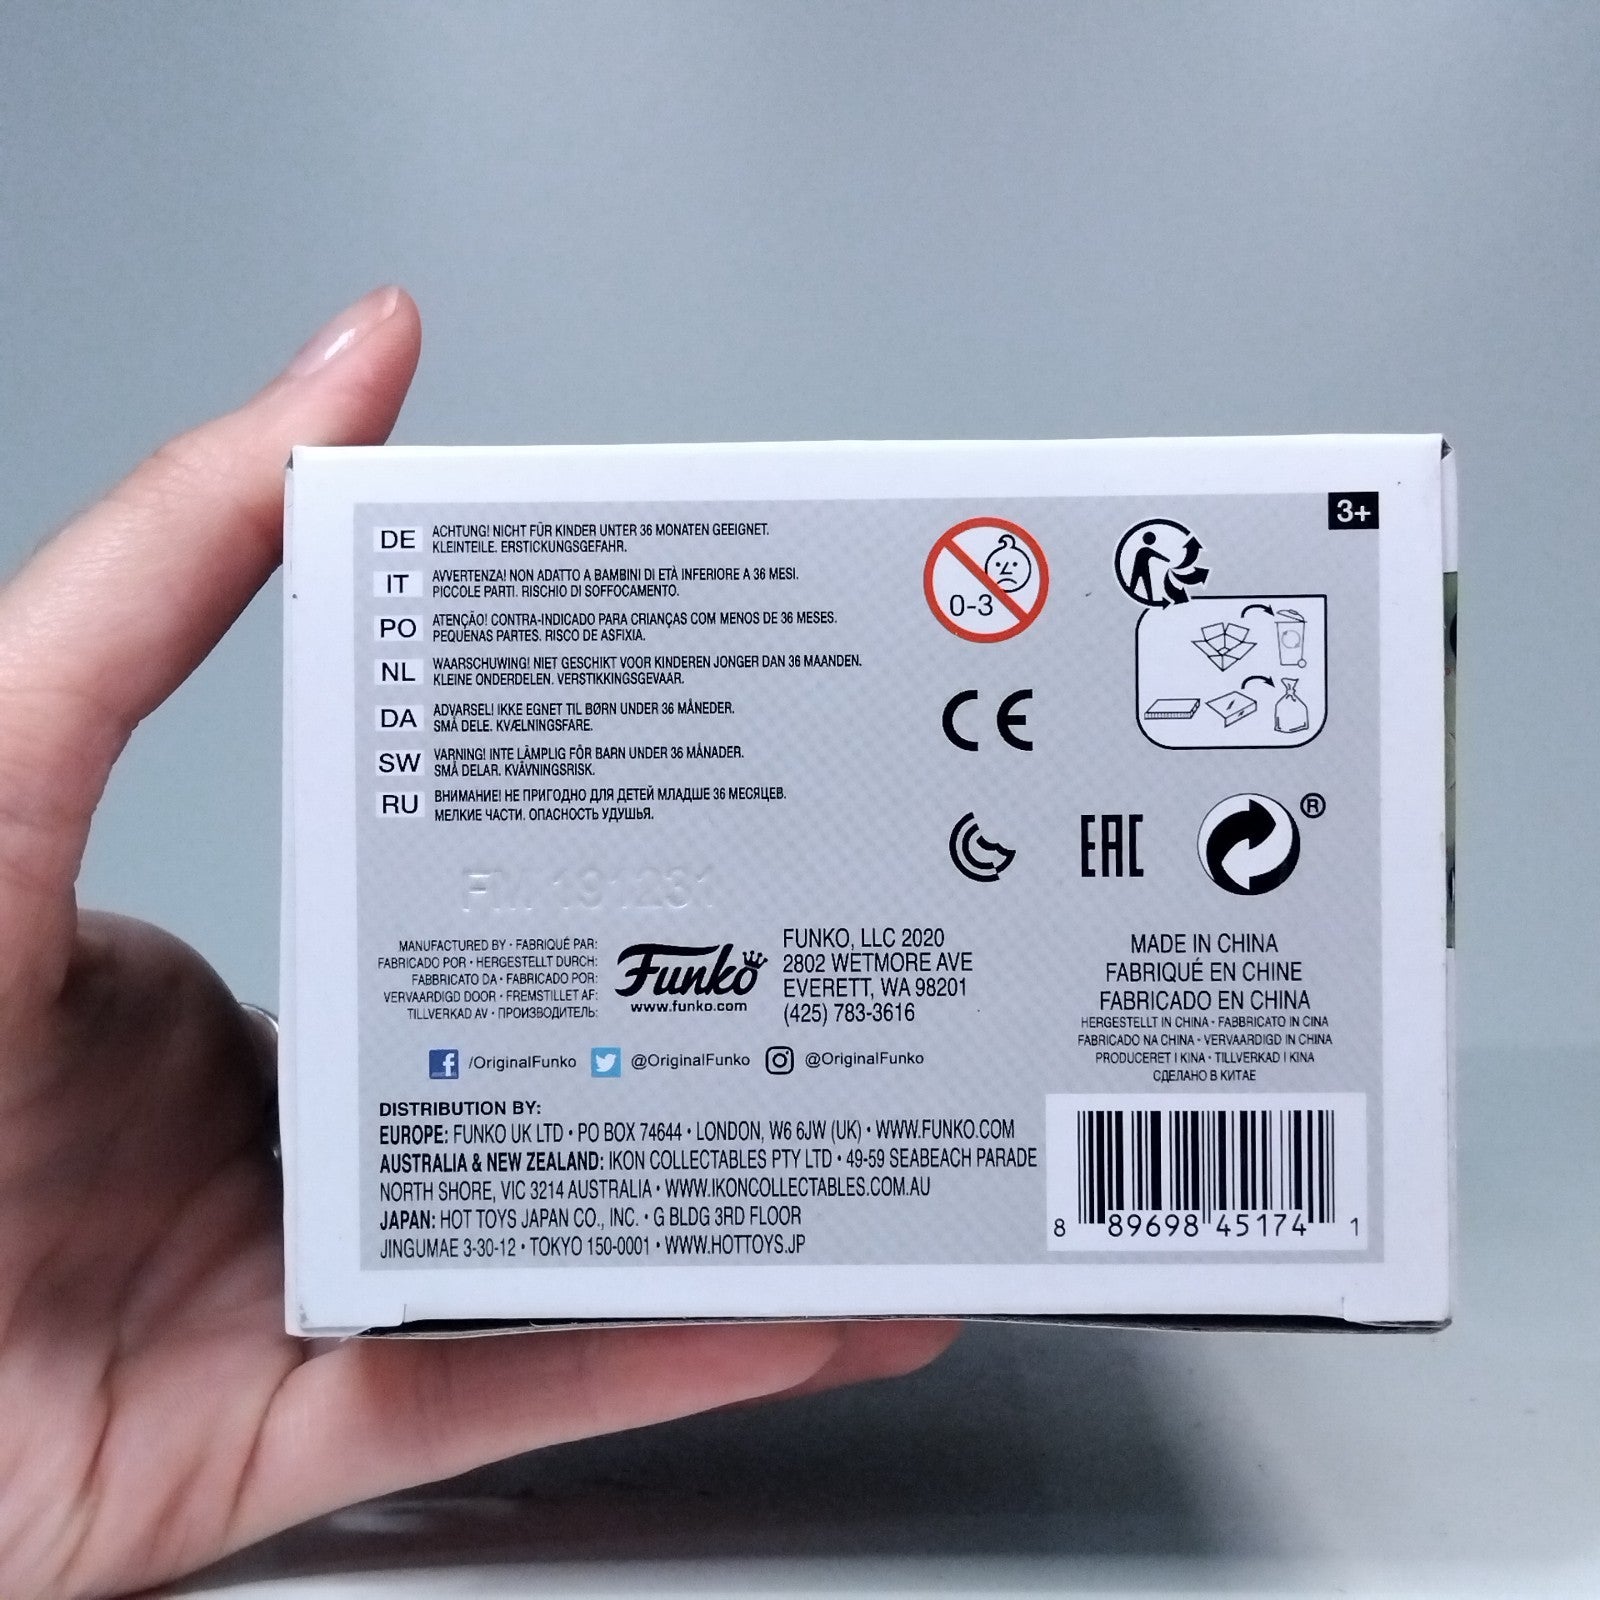 3+
DE ACHTUNG! NICHT FÜR KINDER UNTER 36 MONATEN GEEIGNET.
KLEINTEILE. ERSTICKUNGSGEFAHR.
IT AVVERTENZA! NON ADATTO A BAMBINI DI ETÀ INFERIORE A 36 MESI.
PICCOLE PARTI. RISCHIO DI SOFFOCAMENTO.
PO ATENÇÃO! CONTRA-INDICADO PARA CRIANÇAS COM MENOS DE 36 MESES.
PEQUENAS PARTES. RISCO DE ASFIXIA.
NL WAARSCHUWING! NIET GESCHIKT VOOR KINDEREN JONGER DAN 36 MAANDEN.
KLEINE ONDERDELEN. VERSTIKKINGSGEVAAR.
DA ADVARSEL! IKKE EGNET TIL BØRN UNDER 36 MÅNEDER.
SMÅ DELE. KVÆLNINGSFARE.
SW VARNING! INTE LÄMPLIG FÖR BARN UNDER 36 MÅNADER.
SMÅ DELAR. KVÄVNINGSRISK.
RU ВНИМАНИЕ! НЕ ПРИГОДНО ДЛЯ ДЕТЕЙ МЛАДШЕ 36 МЕСЯЦЕВ.
МЕЛКИЕ ЧАСТИ. ОПАСНОСТЬ УДУШЬЯ.
0-3
CE
EAC
®
FM 191231
MANUFACTURED BY • FABRIQUÉ PAR:
FABRICADO POR • HERGESTELLT DURCH:
FABBRICATO DA • FABRICADO POR:
VERVAARDIGD DOOR • FREMSTILLET AF:
TILLVERKAD AV • ПРОИЗВОДИТЕЛЬ:
Funko
www.funko.com
FUNKO, LLC 2020
2802 WETMORE AVE
EVERETT, WA 98201
(425) 783-3616
MADE IN CHINA
FABRIQUÉ EN CHINE
FABRICADO EN CHINA
HERGESTELLT IN CHINA • FABBRICATO IN CINA
FABRICADO NA CHINA • VERVAARDIGD IN CHINA
PRODUCERET I KINA • TILLVERKAD I KINA
СДЕЛАНО В КИТАЕ
/OriginalFunko @OriginalFunko @OriginalFunko
DISTRIBUTION BY:
EUROPE: FUNKO UK LTD • PO BOX 74644 • LONDON, W6 6JW (UK) • WWW.FUNKO.COM
AUSTRALIA & NEW ZEALAND: IKON COLLECTABLES PTY LTD • 49-59 SEABEACH PARADE
NORTH SHORE, VIC 3214 AUSTRALIA • WWW.IKONCOLLECTABLES.COM.AU
JAPAN: HOT TOYS JAPAN CO., INC. • G BLDG 3RD FLOOR
JINGUMAE 3-30-12 • TOKYO 150-0001 • WWW.HOTTOYS.JP
8 89698 45174 1